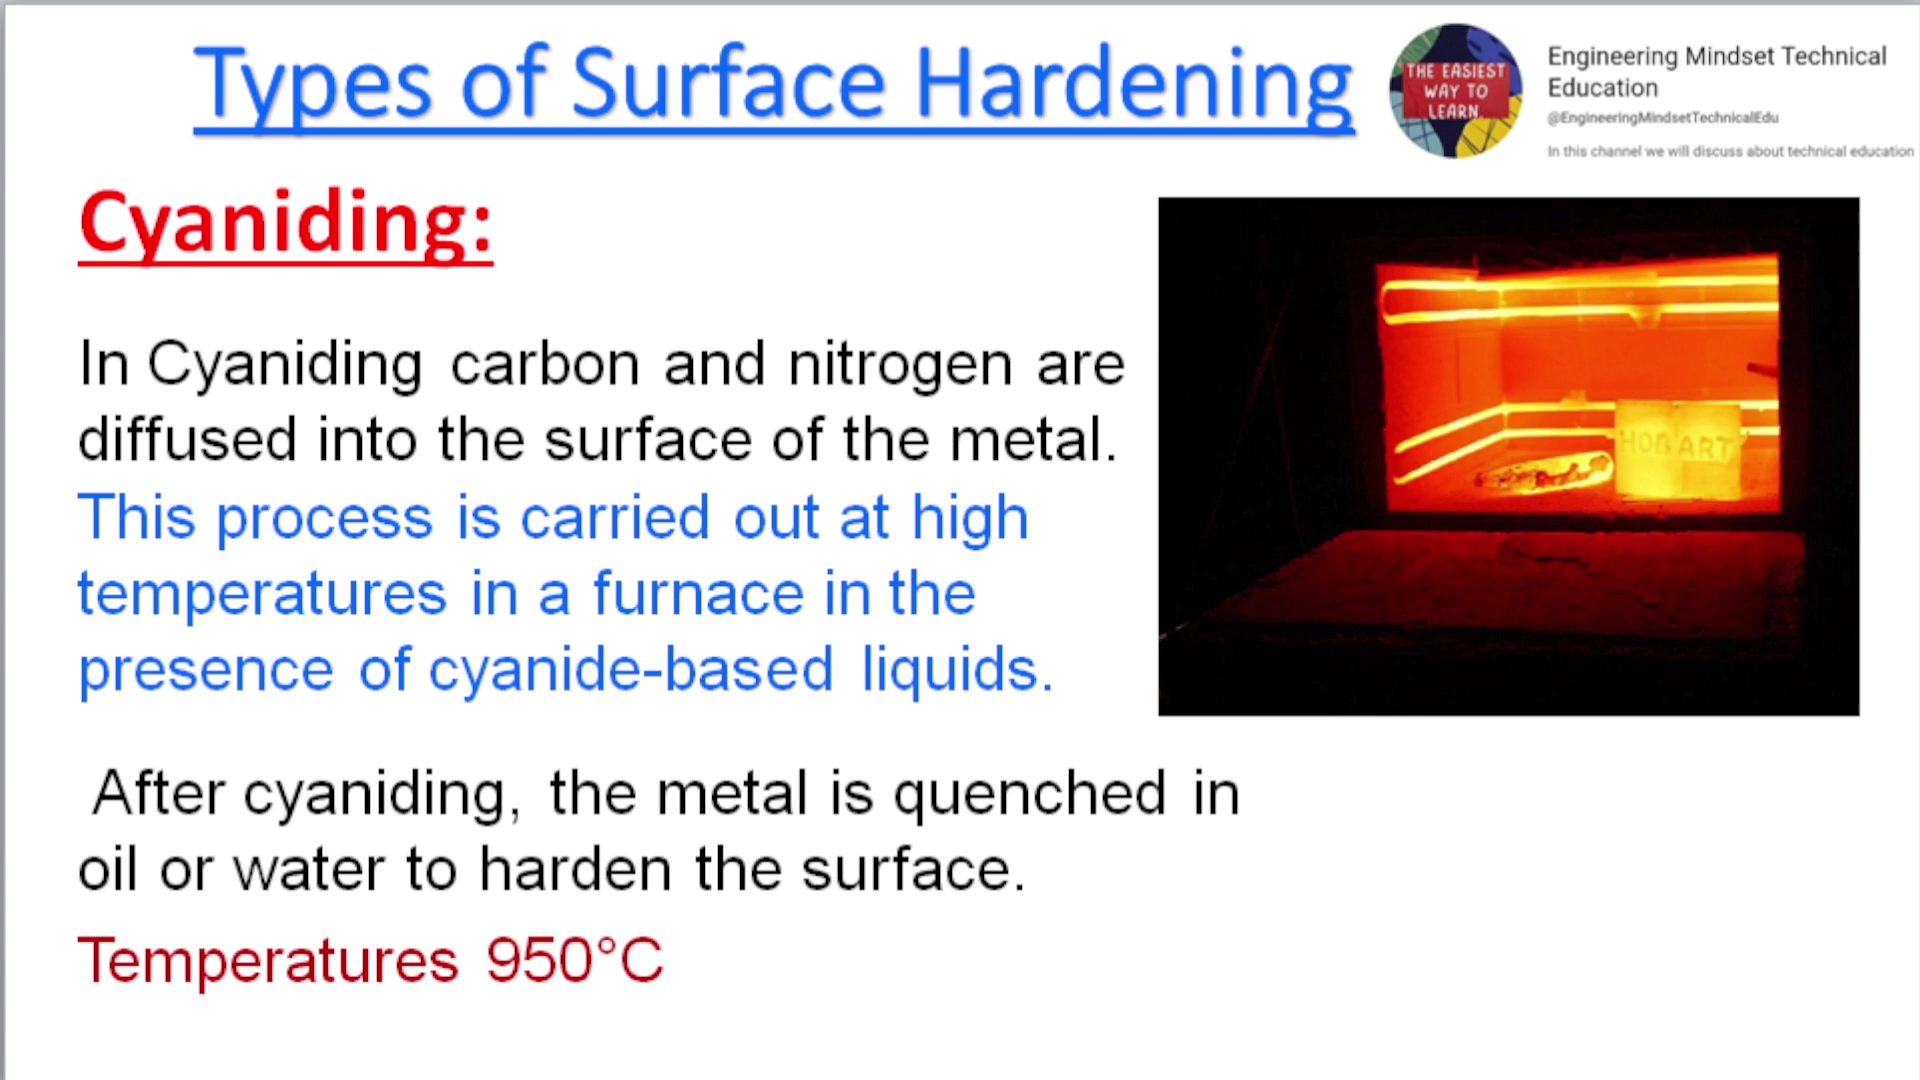 Types of Surface Hardening
THE EASIEST
WAY TO
LEARN.
Engineering Mindset Technical
Education
@EngineeringMindsetTechnicalEdu
In this channel we will discuss about technical education
Cyaniding:
In Cyaniding carbon and nitrogen are
diffused into the surface of the metal.
This process is carried out at high
temperatures in a furnace in the
presence of cyanide-based liquids.
HOBART
After cyaniding, the metal is quenched in
oil or water to harden the surface.
Temperatures 950°C